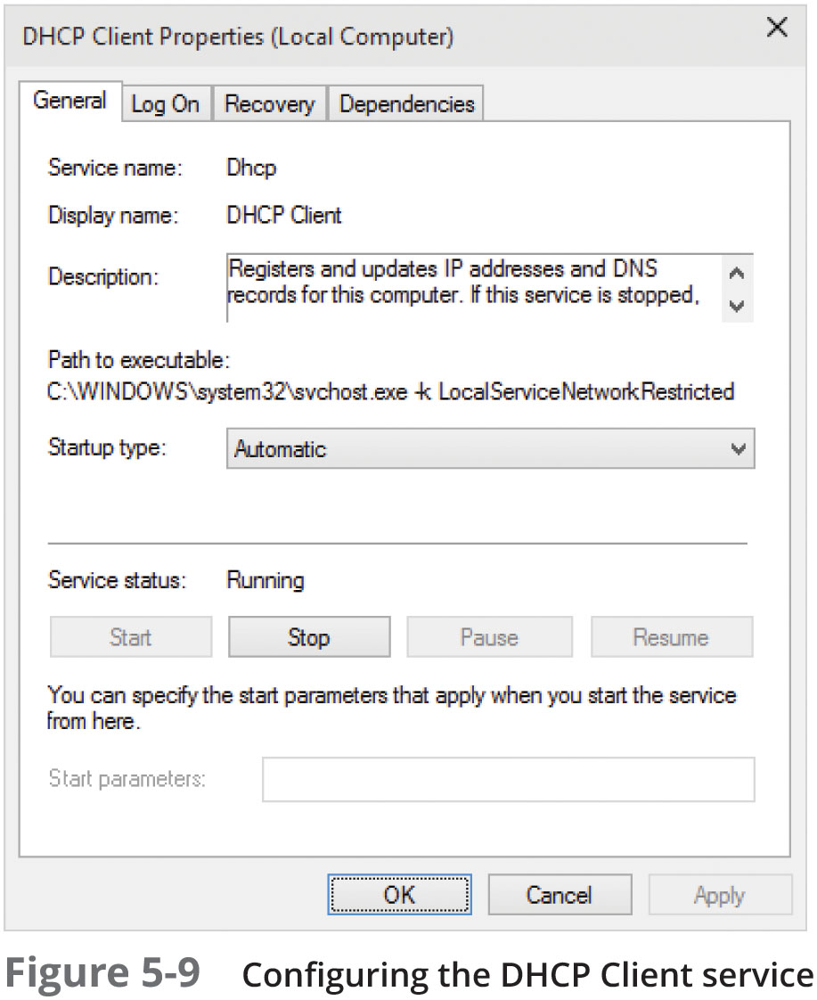 DHCP Client Properties (Local Computer)
General Log On Recovery Dependencies
Service name: Dhcp
Display name: DHCP Client
Description: Registers and updates IP addresses and DNS
records for this computer. If this service is stopped,
Path to executable:
C:\WINDOWS\system32\svchost.exe -k LocalServiceNetworkRestricted
Startup type: Automatic
Service status: Running
Start Stop Pause Resume
You can specify the start parameters that apply when you start the service
from here.
Start parameters:
OK Cancel Apply
Figure 5-9 Configuring the DHCP Client service